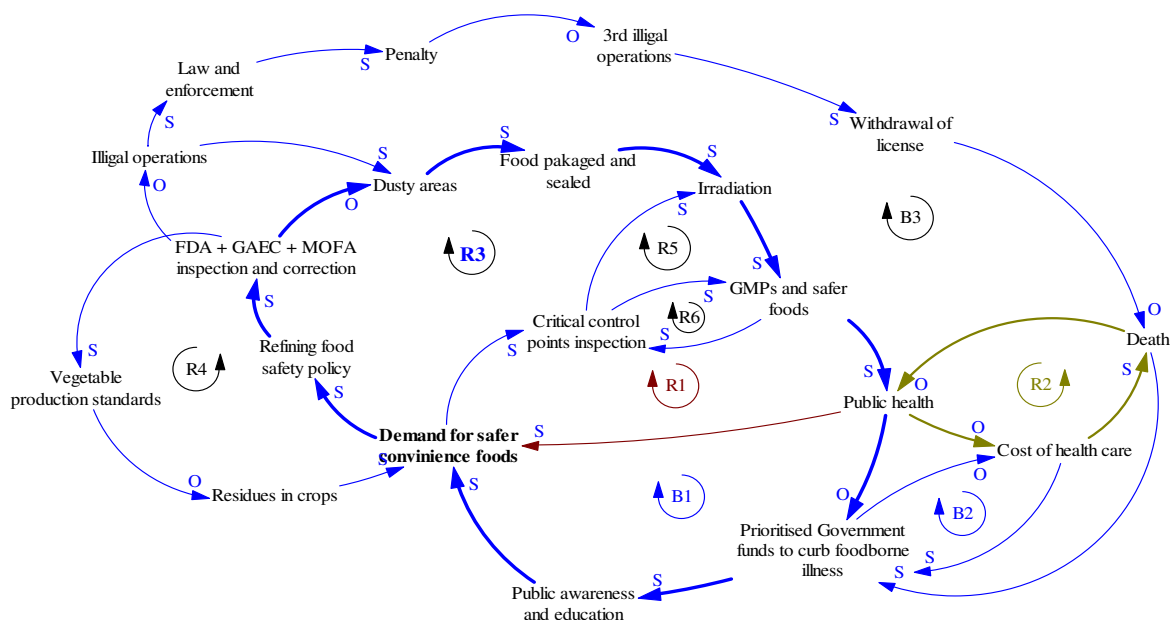 3rd illigal
operations
O
Penalty
S
Law and
enforcement
S
Illigal operations
S
S
O
Dusty areas
O
Food pakaged and
sealed
S
S
Irradiation
S
S
Withdrawal of
license
B3
FDA + GAEC + MOFA
inspection and correction
S
R3
R5
R6
R4
GMPs and safer
foods
S
S
S
Critical control
points inspection
S
Refining food
safety policy
S
Vegetable
production standards
S
R1
R2
O
Death
S
S
O
Public health
S
Demand for safer
convinience foods
S
S
O
Cost of health care
O
O
Residues in crops
B1
B2
O
Prioritised Government
funds to curb foodborne
illness
S
S
S
Public awareness
and education